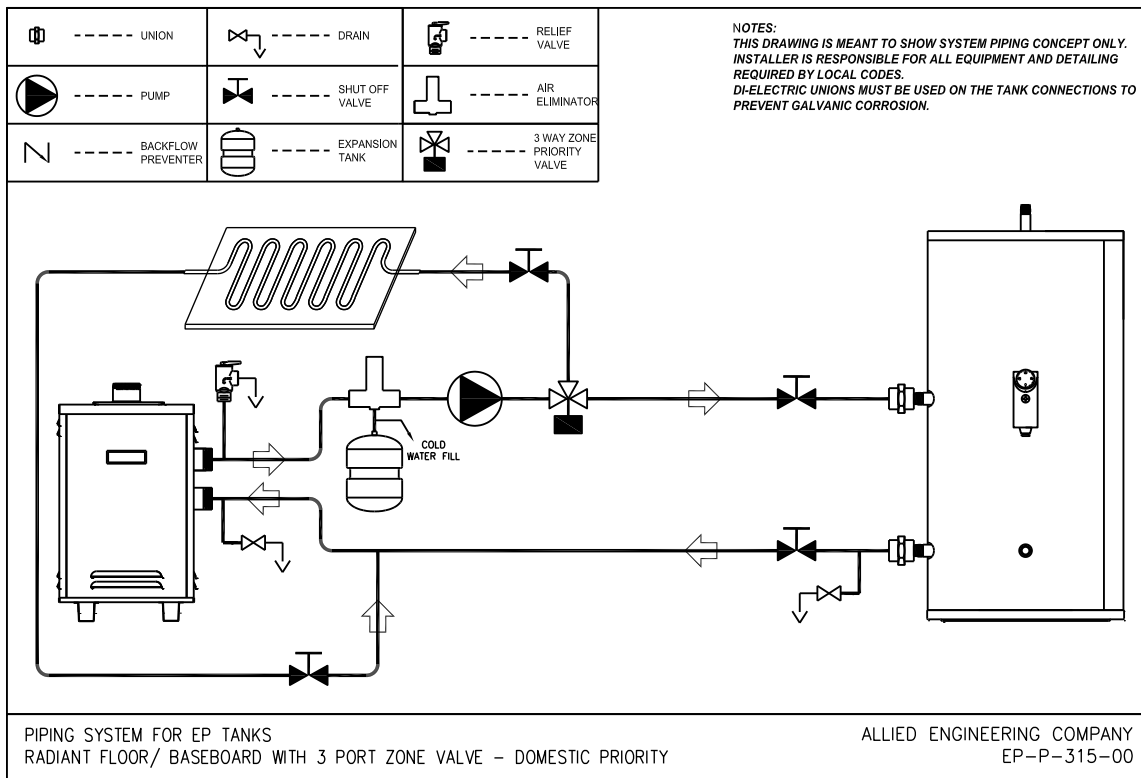 UNION
DRAIN
RELIEF
VALVE
PUMP
SHUT OFF
VALVE
AIR
ELIMINATOR
BACKFLOW
PREVENTER
EXPANSION
TANK
3 WAY ZONE
PRIORITY
VALVE
NOTES:
THIS DRAWING IS MEANT TO SHOW SYSTEM PIPING CONCEPT ONLY.
INSTALLER IS RESPONSIBLE FOR ALL EQUIPMENT AND DETAILING
REQUIRED BY LOCAL CODES.
DI-ELECTRIC UNIONS MUST BE USED ON THE TANK CONNECTIONS TO
PREVENT GALVANIC CORROSION.
COLD
WATER FILL
PIPING SYSTEM FOR EP TANKS
RADIANT FLOOR/ BASEBOARD WITH 3 PORT ZONE VALVE - DOMESTIC PRIORITY
ALLIED ENGINEERING COMPANY
EP-P-315-00